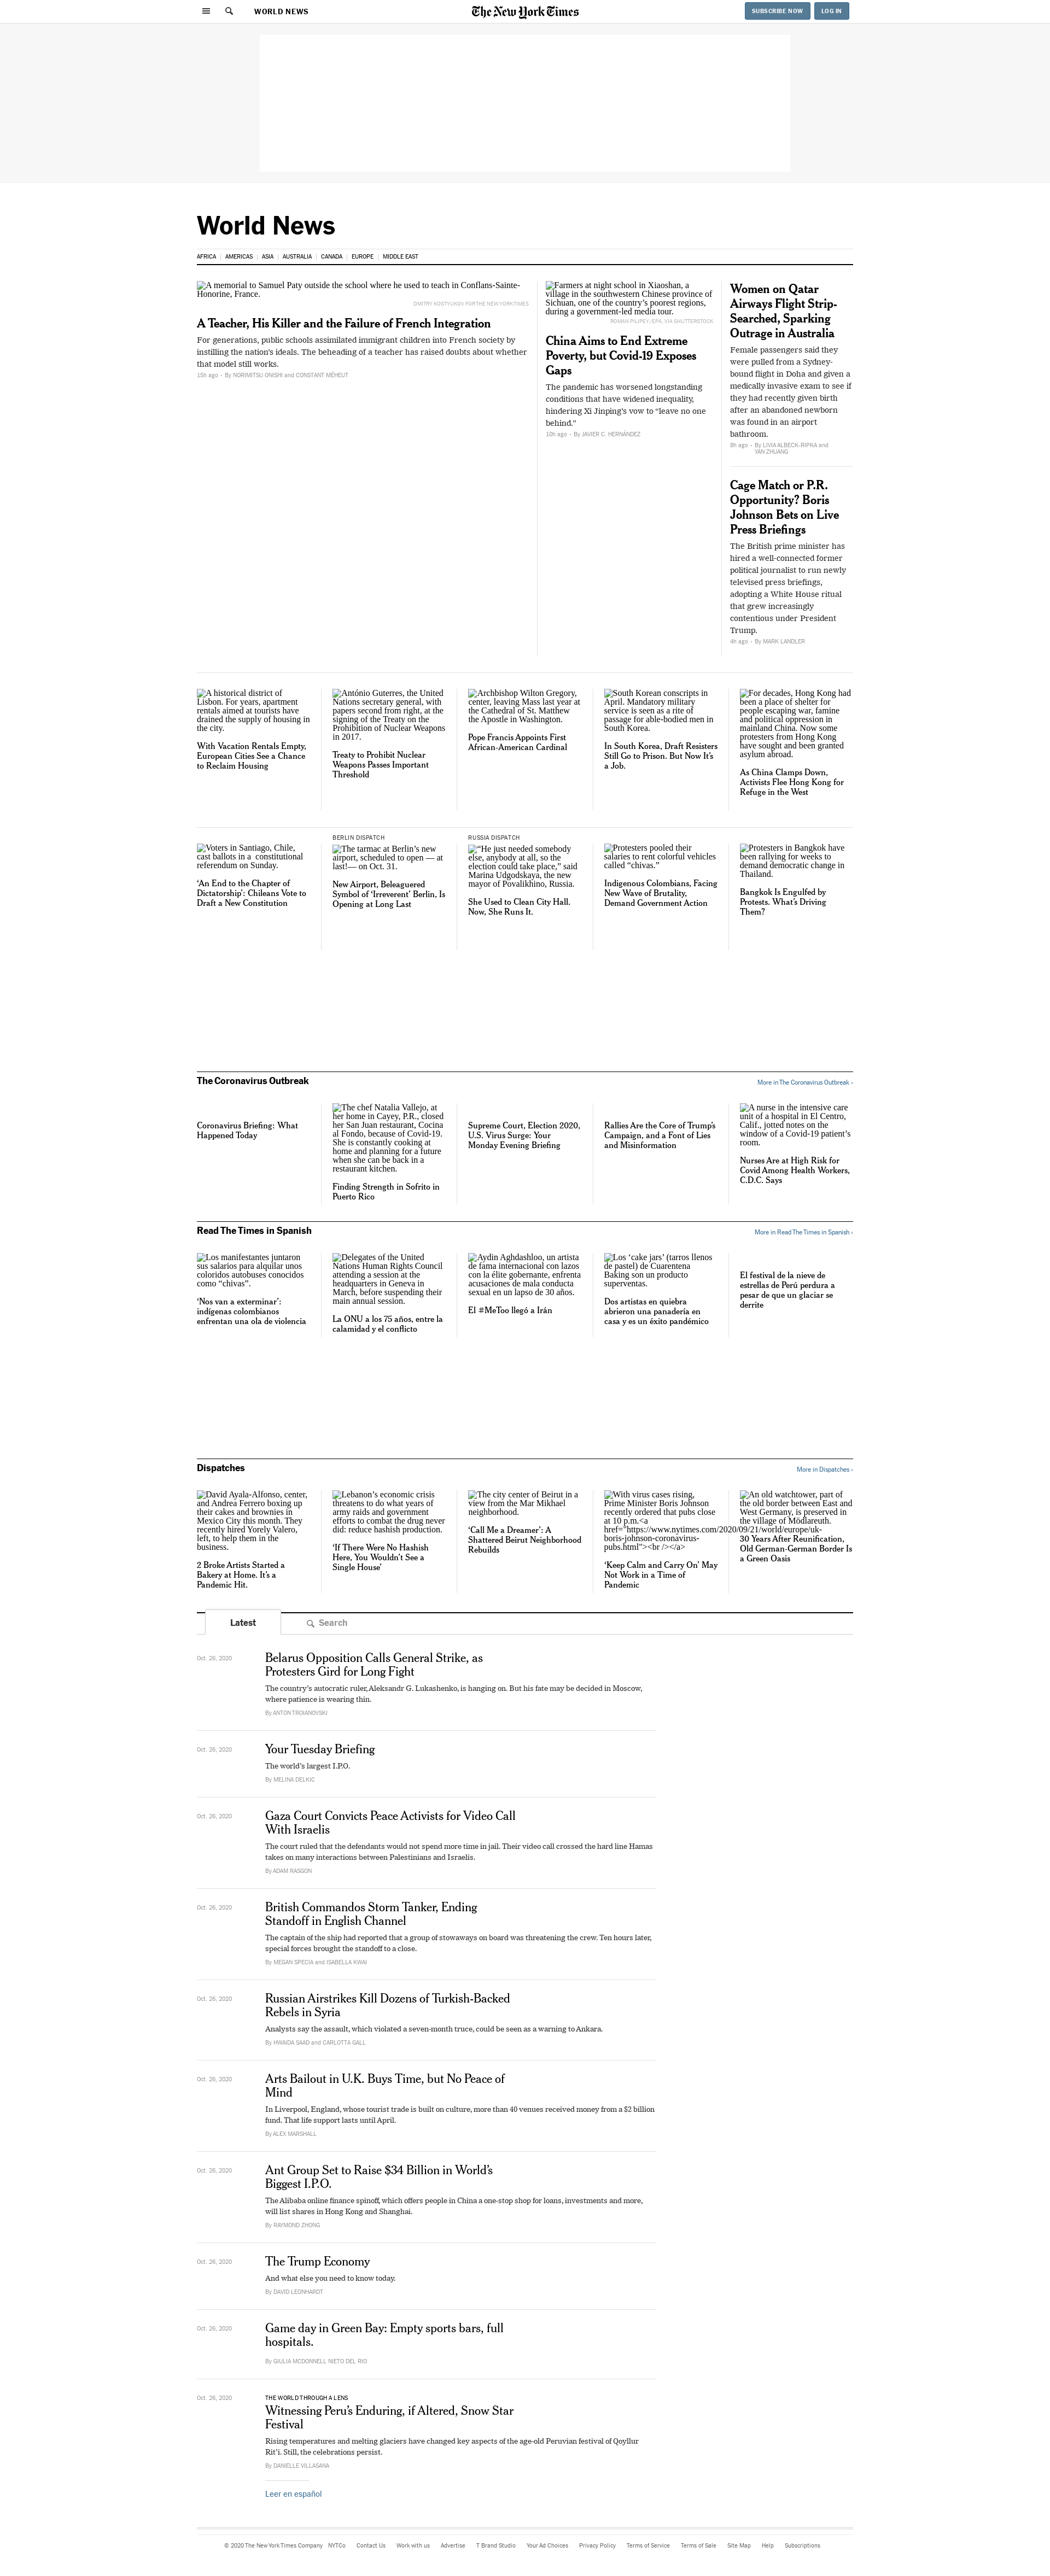 WORLD NEWS
The New York Times
SUBSCRIBE NOW
LOG IN
World News
AFRICA
AMERICAS
ASIA
AUSTRALIA
CANADA
EUROPE
MIDDLE EAST
A memorial to Samuel Paty outside the school where he used to teach in Conflans-Sainte-
Honorine, France.
DMITRY KOSTYUKOV FOR THE NEW YORK TIMES
A Teacher, His Killer and the Failure of French Integration
For generations, public schools assimilated immigrant children into French society by
instilling the nation's ideals. The beheading of a teacher has raised doubts about whether
that model still works.
15h ago • By NORIMITSU ONISHI and CONSTANT MÉHEUT
Farmers at night school in Xiaoshan, a
village in the southwestern Chinese province of
Sichuan, one of the country's poorest regions,
during a government-led media tour.
ROMAN PILIPEY/EPA, VIA SHUTTERSTOCK
China Aims to End Extreme
Poverty, but Covid-19 Exposes
Gaps
The pandemic has worsened longstanding
conditions that have widened inequality,
hindering Xi Jinping's vow to “leave no one
behind.”
10h ago • By JAVIER C. HERNÁNDEZ
Women on Qatar
Airways Flight Strip-
Searched, Sparking
Outrage in Australia
Female passengers said they
were pulled from a Sydney-
bound flight in Doha and given a
medically invasive exam to see if
they had recently given birth
after an abandoned newborn
was found in an airport
bathroom.
8h ago • By LIVIA ALBECK-RIPKA and
YAN ZHUANG
Cage Match or P.R.
Opportunity? Boris
Johnson Bets on Live
Press Briefings
The British prime minister has
hired a well-connected former
political journalist to run newly
televised press briefings,
adopting a White House ritual
that grew increasingly
contentious under President
Trump.
4h ago • By MARK LANDLER
A historical district of
Lisbon. For years, apartment
rentals aimed at tourists have
drained the supply of housing in
the city.
With Vacation Rentals Empty,
European Cities See a Chance
to Reclaim Housing
António Guterres, the United
Nations secretary general, with
papers second from right, at the
signing of the Treaty on the
Prohibition of Nuclear Weapons
in 2017.
Treaty to Prohibit Nuclear
Weapons Passes Important
Threshold
Archbishop Wilton Gregory,
center, leaving Mass last year at
the Cathedral of St. Matthew
the Apostle in Washington.
Pope Francis Appoints First
African-American Cardinal
South Korean conscripts in
April. Mandatory military
service is seen as a rite of
passage for able-bodied men in
South Korea.
In South Korea, Draft Resisters
Still Go to Prison. But Now It's
a Job.
For decades, Hong Kong had
been a place of shelter for
people escaping war, famine
and political oppression in
mainland China. Now some
protesters from Hong Kong
have sought and been granted
asylum abroad.
As China Clamps Down,
Activists Flee Hong Kong for
Refuge in the West
Voters in Santiago, Chile,
cast ballots in a constitutional
referendum on Sunday.
‘An End to the Chapter of
Dictatorship’: Chileans Vote to
Draft a New Constitution
BERLIN DISPATCH
The tarmac at Berlin's new
airport, scheduled to open — at
last!— on Oct. 31.
New Airport, Beleaguered
Symbol of ‘Irreverent’ Berlin, Is
Opening at Long Last
RUSSIA DISPATCH
“He just needed somebody
else, anybody at all, so the
election could take place,” said
Marina Udgodskaya, the new
mayor of Povalikhino, Russia.
She Used to Clean City Hall.
Now, She Runs It.
Protesters pooled their
salaries to rent colorful vehicles
called “chivas.”
Indigenous Colombians, Facing
New Wave of Brutality,
Demand Government Action
Protesters in Bangkok have
been rallying for weeks to
demand democratic change in
Thailand.
Bangkok Is Engulfed by
Protests. What's Driving
Them?
The Coronavirus Outbreak
More in The Coronavirus Outbreak ›
Coronavirus Briefing: What
Happened Today
The chef Natalia Vallejo, at
her home in Cayey, P.R., closed
her San Juan restaurant, Cocina
al Fondo, because of Covid-19.
She is constantly cooking at
home and planning for a future
when she can be back in a
restaurant kitchen.
Finding Strength in Sofrito in
Puerto Rico
Supreme Court, Election 2020,
U.S. Virus Surge: Your
Monday Evening Briefing
Rallies Are the Core of Trump's
Campaign, and a Font of Lies
and Misinformation
A nurse in the intensive care
unit of a hospital in El Centro,
Calif., jotted notes on the
window of a Covid-19 patient's
room.
Nurses Are at High Risk for
Covid Among Health Workers,
C.D.C. Says
Read The Times in Spanish
More in Read The Times in Spanish ›
Los manifestantes juntaron
sus salarios para alquilar unos
coloridos autobuses conocidos
como “chivas”.
‘Nos van a exterminar’:
indígenas colombianos
enfrentan una ola de violencia
Delegates of the United
Nations Human Rights Council
attending a session at the
headquarters in Geneva in
March, before suspending their
main annual session.
La ONU a los 75 años, entre la
calamidad y el conflicto
Aydin Aghdashloo, un artista
de fama internacional con lazos
con la élite gobernante, enfrenta
acusaciones de mala conducta
sexual en un lapso de 30 años.
El #MeToo llegó a Irán
Los ‘cake jars’ (tarros llenos
de pastel) de Cuarentena
Baking son un producto
superventas.
Dos artistas en quiebra
abrieron una panadería en
casa y es un éxito pandémico
El festival de la nieve de
estrellas de Perú perdura a
pesar de que un glaciar se
derrite
Dispatches
More in Dispatches ›
David Ayala-Alfonso, center,
and Andrea Ferrero boxing up
their cakes and brownies in
Mexico City this month. They
recently hired Yorely Valero,
left, to help them in the
business.
2 Broke Artists Started a
Bakery at Home. It's a
Pandemic Hit.
Lebanon's economic crisis
threatens to do what years of
army raids and government
efforts to combat the drug never
did: reduce hashish production.
‘If There Were No Hashish
Here, You Wouldn't See a
Single House’
The city center of Beirut in a
view from the Mar Mikhael
neighborhood.
‘Call Me a Dreamer’: A
Shattered Beirut Neighborhood
Rebuilds
With virus cases rising,
Prime Minister Boris Johnson
recently ordered that pubs close
at 10 p.m.<a
href="https://www.nytimes.com/2020/09/21/world/europe/uk-
boris-johnson-coronavirus-
pubs.html"><br /></a>
‘Keep Calm and Carry On’ May
Not Work in a Time of
Pandemic
An old watchtower, part of
the old border between East and
West Germany, is preserved in
the village of Mödlareuth.
30 Years After Reunification,
Old German-German Border Is
a Green Oasis
Latest
Search
Oct. 26, 2020
Belarus Opposition Calls General Strike, as
Protesters Gird for Long Fight
The country's autocratic ruler, Aleksandr G. Lukashenko, is hanging on. But his fate may be decided in Moscow,
where patience is wearing thin.
By ANTON TROIANOVSKI
Oct. 26, 2020
Your Tuesday Briefing
The world's largest I.P.O.
By MELINA DELKIC
Oct. 26, 2020
Gaza Court Convicts Peace Activists for Video Call
With Israelis
The court ruled that the defendants would not spend more time in jail. Their video call crossed the hard line Hamas
takes on many interactions between Palestinians and Israelis.
By ADAM RASGON
Oct. 26, 2020
British Commandos Storm Tanker, Ending
Standoff in English Channel
The captain of the ship had reported that a group of stowaways on board was threatening the crew. Ten hours later,
special forces brought the standoff to a close.
By MEGAN SPECIA and ISABELLA KWAI
Oct. 26, 2020
Russian Airstrikes Kill Dozens of Turkish-Backed
Rebels in Syria
Analysts say the assault, which violated a seven-month truce, could be seen as a warning to Ankara.
By HWAIDA SAAD and CARLOTTA GALL
Oct. 26, 2020
Arts Bailout in U.K. Buys Time, but No Peace of
Mind
In Liverpool, England, whose tourist trade is built on culture, more than 40 venues received money from a $2 billion
fund. That life support lasts until April.
By ALEX MARSHALL
Oct. 26, 2020
Ant Group Set to Raise $34 Billion in World's
Biggest I.P.O.
The Alibaba online finance spinoff, which offers people in China a one-stop shop for loans, investments and more,
will list shares in Hong Kong and Shanghai.
By RAYMOND ZHONG
Oct. 26, 2020
The Trump Economy
And what else you need to know today.
By DAVID LEONHARDT
Oct. 26, 2020
Game day in Green Bay: Empty sports bars, full
hospitals.
By GIULIA MCDONNELL NIETO DEL RIO
Oct. 26, 2020
THE WORLD THROUGH A LENS
Witnessing Peru's Enduring, if Altered, Snow Star
Festival
Rising temperatures and melting glaciers have changed key aspects of the age-old Peruvian festival of Qoyllur
Rit'i. Still, the celebrations persist.
By DANIELLE VILLASANA
Leer en español
© 2020 The New York Times Company
NYTCo
Contact Us
Work with us
Advertise
T Brand Studio
Your Ad Choices
Privacy Policy
Terms of Service
Terms of Sale
Site Map
Help
Subscriptions